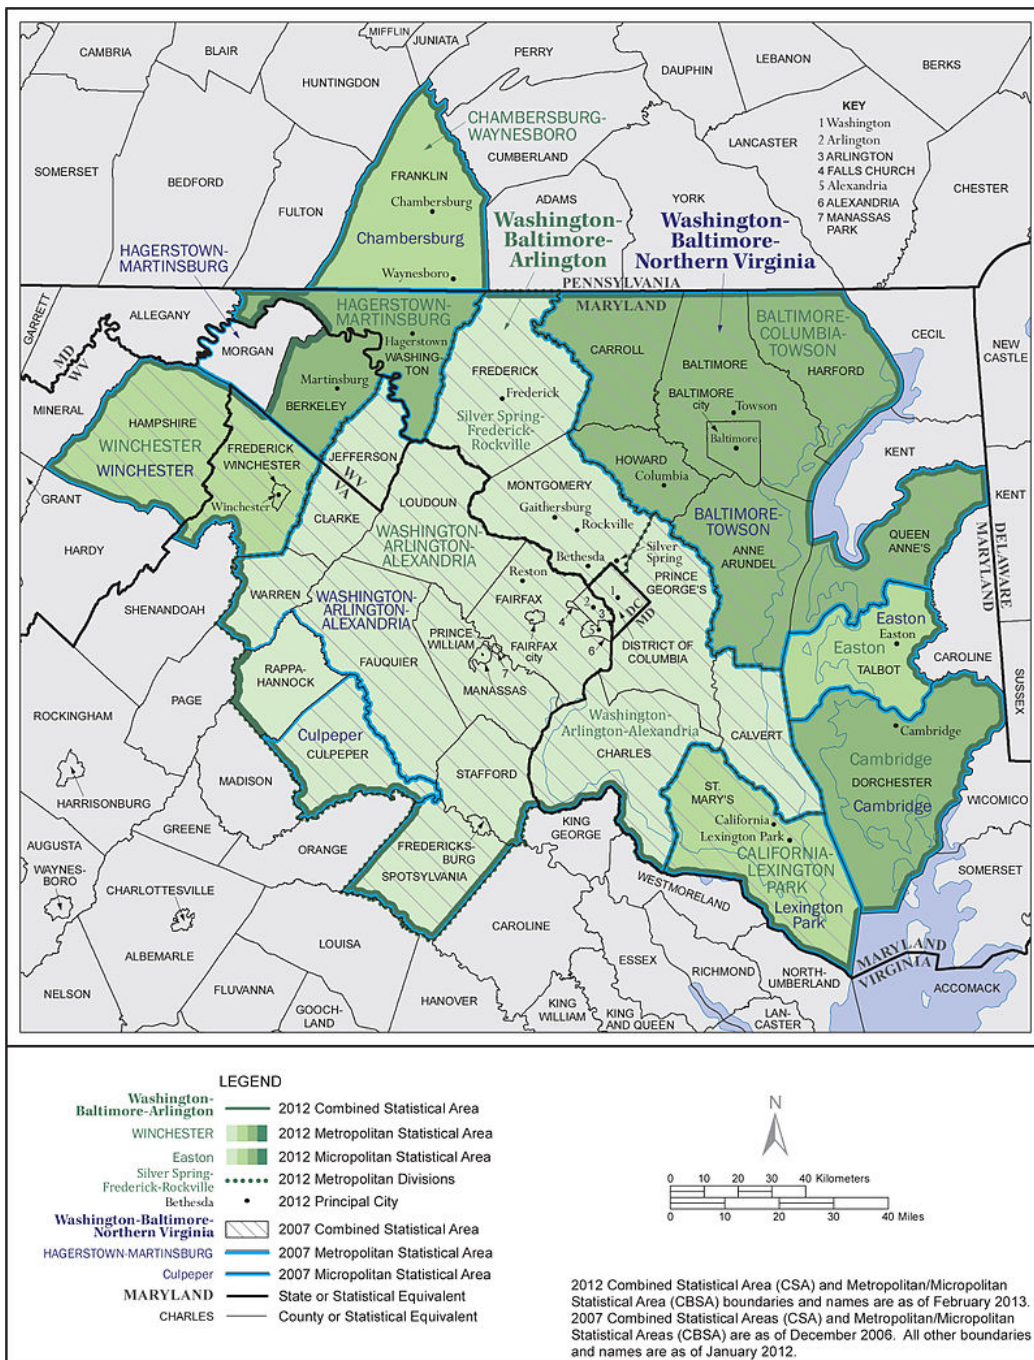 CAMBRIA
BLAIR
MIFFLIN
JUNIATA
PERRY
LEBANON
BERKS
HUNTINGDON
DAUPHIN
KEY
1 Washington
2 Arlington
3 ARLINGTON
4 FALLS CHURCH
5 Alexandria
6 ALEXANDRIA
7 MANASSAS
PARK
CHAMBERSBURG-
WAYNESBORO
CUMBERLAND
LANCASTER
SOMERSET
BEDFORD
FULTON
FRANKLIN
Chambersburg
Chambersburg
Waynesboro
ADAMS
YORK
CHESTER
Washington-
Baltimore-
Arlington
Washington-
Baltimore-
Northern Virginia
HAGERSTOWN-
MARTINSBURG
PENNSYLVANIA
MARYLAND
GARRETT
ALLEGANY
MD
WV
MORGAN
HAGERSTOWN-
MARTINSBURG
Hagerstown
WASHING-
TON
Martinsburg
BERKELEY
FREDERICK
Frederick
Silver Spring-
Frederick-
Rockville
CARROLL
BALTIMORE
BALTIMORE-
COLUMBIA-
TOWSON
HARFORD
CECIL
NEW
CASTLE
BALTIMORE
city
Towson
Baltimore
MINERAL
HAMPSHIRE
WINCHESTER
WINCHESTER
FREDERICK
WINCHESTER
Winchester
JEFFERSON
WV
VA
GRANT
HARDY
CLARKE
LOUDOUN
MONTGOMERY
Gaithersburg
Rockville
Bethesda
Silver
Spring
HOWARD
Columbia
BALTIMORE-
TOWSON
ANNE
ARUNDEL
KENT
KENT
QUEEN
ANNE'S
DELAWARE
MARYLAND
WASHINGTON-
ARLINGTON-
ALEXANDRIA
WASHINGTON-
ARLINGTON-
ALEXANDRIA
Reston
FAIRFAX
FAIRFAX
city
1
2
3
4
5
6
7
DC
MD
PRINCE
GEORGE'S
DISTRICT OF
COLUMBIA
SHENANDOAH
WARREN
RAPPA-
HANNOCK
FAUQUIER
PRINCE
WILLIAM
MANASSAS
Easton
Easton
Easton
TALBOT
CAROLINE
SUSSEX
PAGE
ROCKINGHAM
HARRISONBURG
MADISON
Culpeper
CULPEPER
STAFFORD
Washington-
Arlington-Alexandria
CHARLES
CALVERT
Cambridge
Cambridge
DORCHESTER
Cambridge
WICOMICO
SOMERSET
GREENE
ORANGE
AUGUSTA
WAYNES-
BORO
CHARLOTTESVILLE
ALBEMARLE
FREDERICKS-
BURG
SPOTSYLVANIA
KING
GEORGE
ST.
MARY'S
California
Lexington Park
CALIFORNIA-
LEXINGTON
PARK
Lexington
Park
WESTMORELAND
CAROLINE
LOUISA
ESSEX
RICHMOND
NORTH-
UMBERLAND
MARYLAND
VIRGINIA
ACCOMACK
NELSON
FLUVANNA
GOOCH-
LAND
HANOVER
KING
WILLIAM
KING
AND QUEEN
LAN-
CASTER
LEGEND
Washington-
Baltimore-Arlington
2012 Combined Statistical Area
WINCHESTER
2012 Metropolitan Statistical Area
Easton
2012 Micropolitan Statistical Area
Silver Spring-
Frederick-Rockville
2012 Metropolitan Divisions
Bethesda
2012 Principal City
Washington-Baltimore-
Northern Virginia
2007 Combined Statistical Area
HAGERSTOWN-MARTINSBURG
2007 Metropolitan Statistical Area
Culpeper
2007 Micropolitan Statistical Area
MARYLAND
State or Statistical Equivalent
CHARLES
County or Statistical Equivalent
N
0 10 20 30 40 Kilometers
0 10 20 30 40 Miles
2012 Combined Statistical Area (CSA) and Metropolitan/Micropolitan
Statistical Area (CBSA) boundaries and names are as of February 2013.
2007 Combined Statistical Areas (CSA) and Metropolitan/Micropolitan
Statistical Areas (CBSA) are as of December 2006. All other boundaries
and names are as of January 2012.